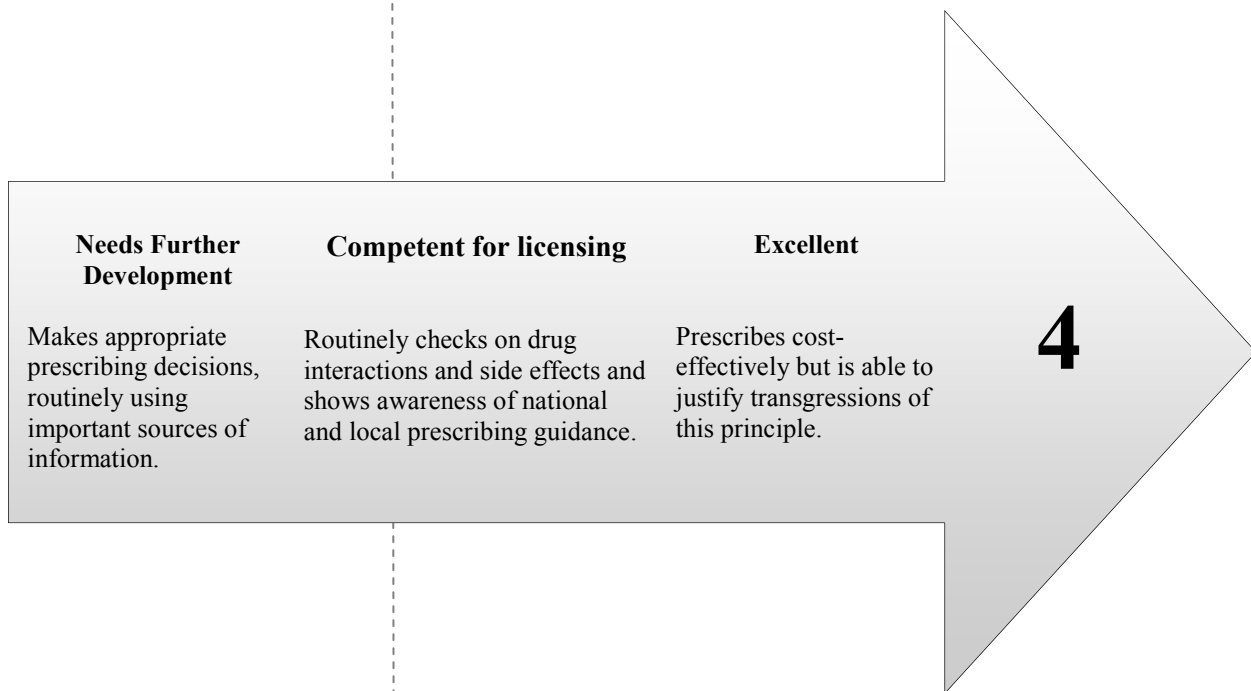 Needs Further
Development
Makes appropriate
prescribing decisions,
routinely using
important sources of
information.
Competent for licensing
Routinely checks on drug
interactions and side effects and
shows awareness of national
and local prescribing guidance.
Excellent
Prescribes cost-
effectively but is able to
justify transgressions of
this principle.
4